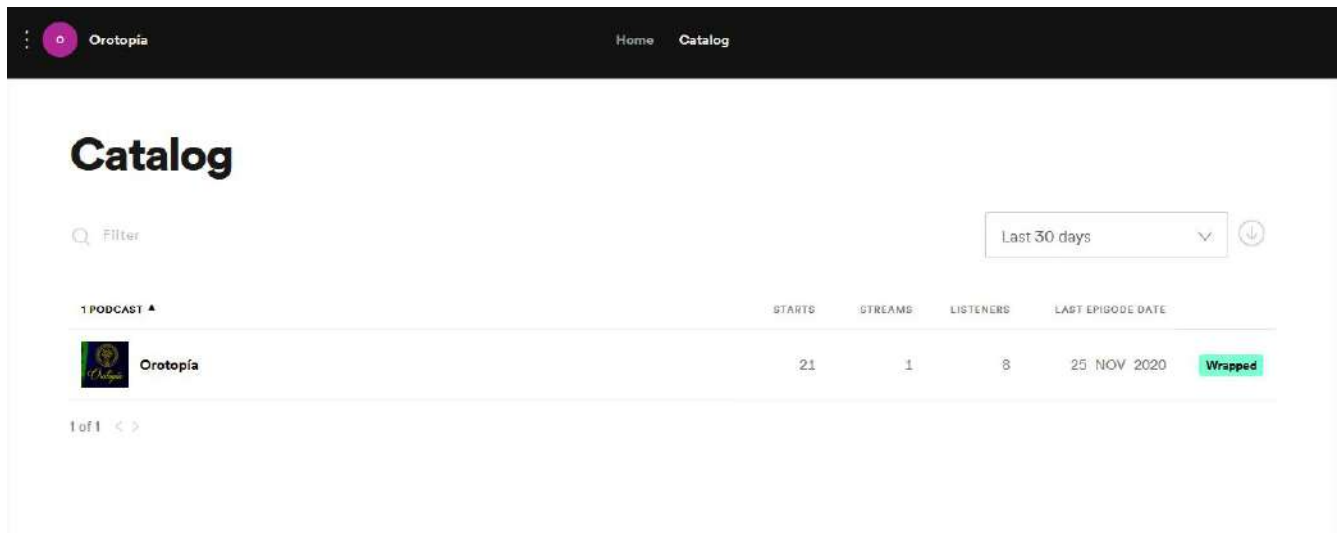 O Orotopia Home Catalog
Catalog
Filter Last 30 days
1 PODCAST ▲ STARTS STREAMS LISTENERS LAST EPISODE DATE
Orotopía Orotopía 21 1 8 25 NOV 2020 Wrapped
1 of 1 < >